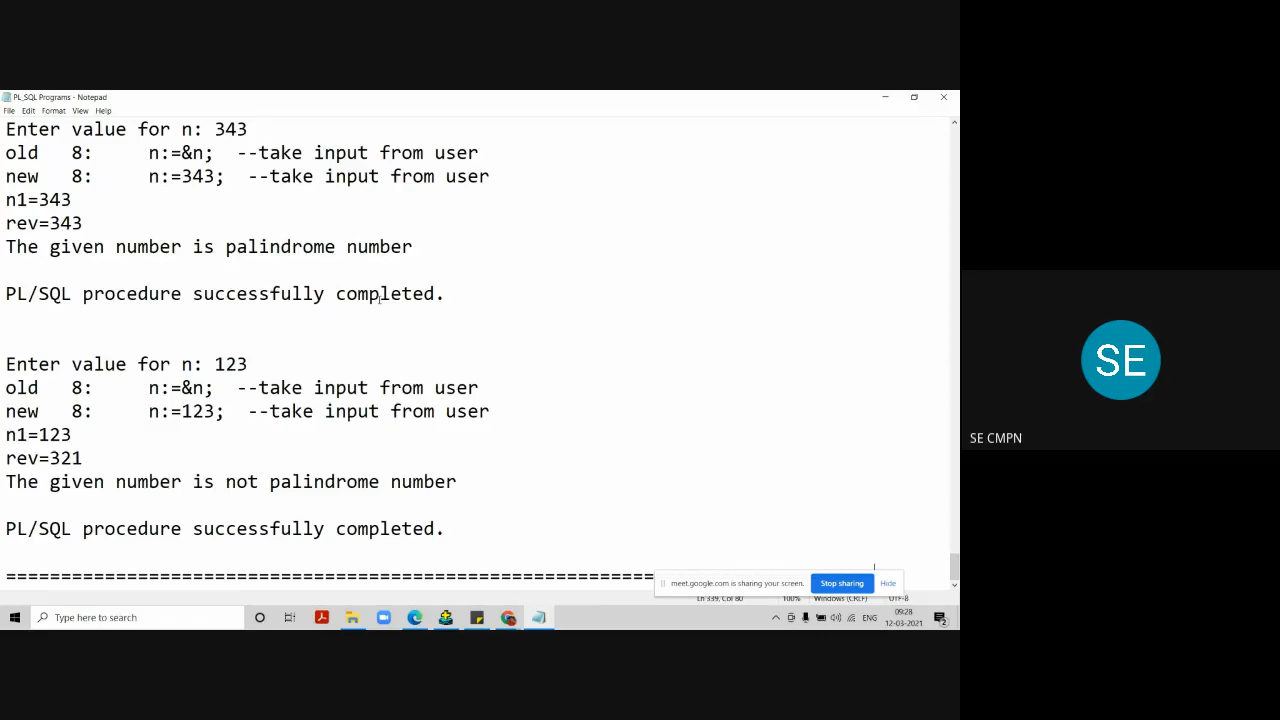 PL_SQL Programs - Notepad
File Edit Format View Help
Enter value for n: 343
old 8: n:=&n; --take input from user
new 8: n:=343; --take input from user
n1=343
rev=343
The given number is palindrome number
PL/SQL procedure successfully completed.
Enter value for n: 123
old 8: n:=&n; --take input from user
new 8: n:=123; --take input from user
n1=123
rev=321
The given number is not palindrome number
PL/SQL procedure successfully completed.
===========================================================
meet.google.com is sharing your screen. Stop sharing Hide
Ln 339, Col 80 100% Windows (CRLF) UTF-8
Type here to search
ENG
09:28
12-03-2021
2
SE
SE CMPN